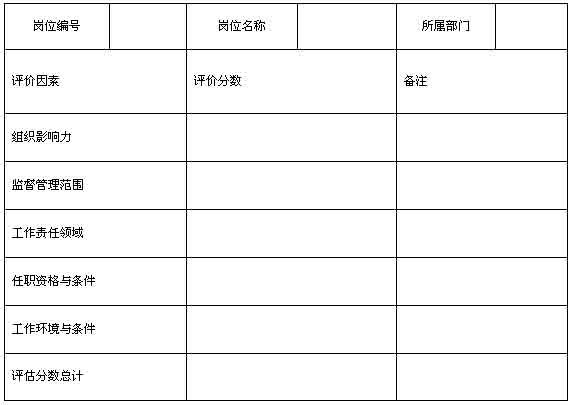 岗位编号 岗位名称 所属部门
评价因素 评价分数 备注
组织影响力
监督管理范围
工作责任领域
任职资格与条件
工作环境与条件
评估分数总计